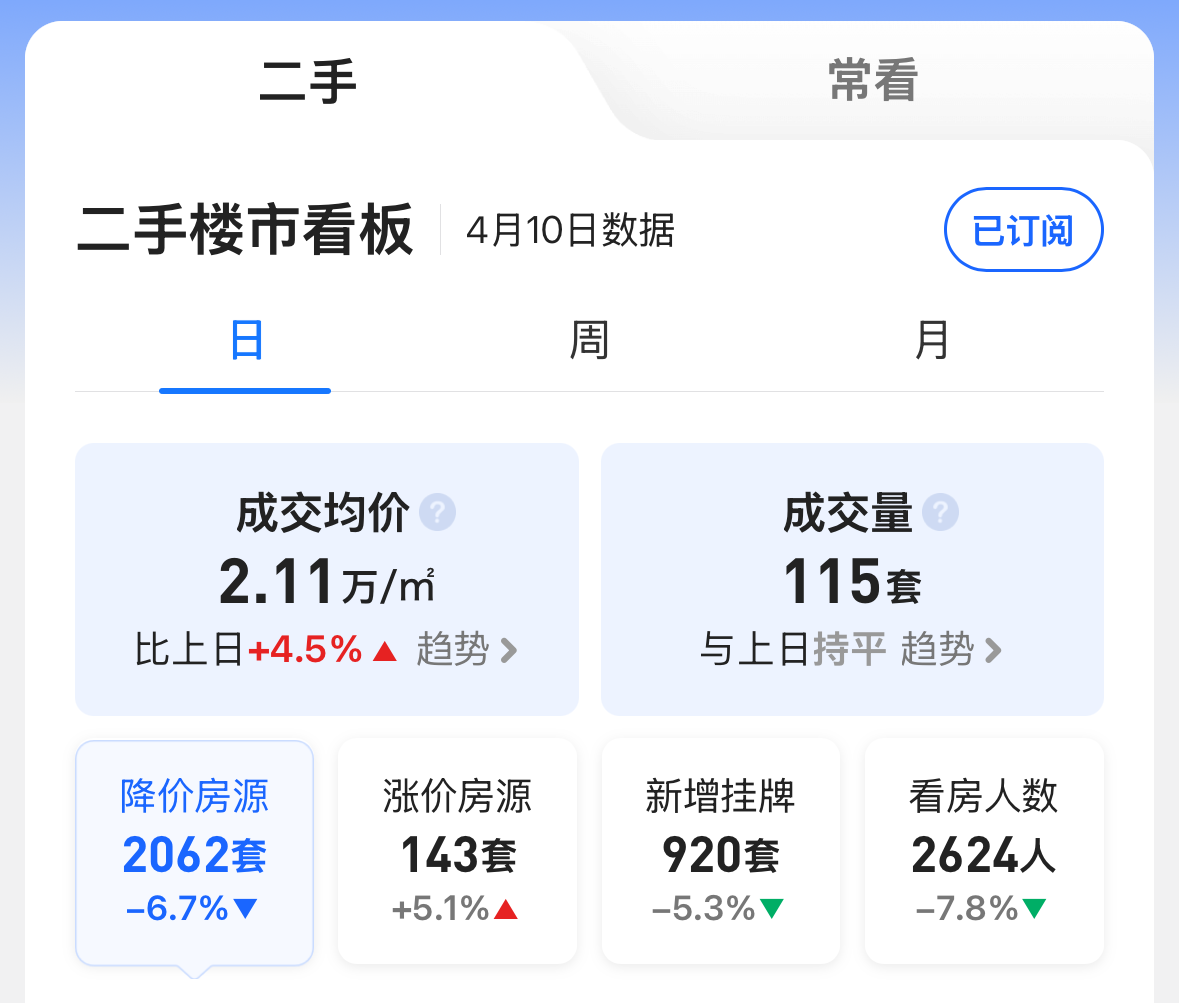 二手 常看
二手楼市看板 4月10日数据 已订阅
日 周 月
成交均价 ? 成交量 ?
2.11万/㎡ 115套
比上日+4.5%▲ 趋势 > 与上日持平 趋势 >
降价房源 涨价房源 新增挂牌 看房人数
2062套 143套 920套 2624人
-6.7%▼ +5.1%▲ -5.3%▼ -7.8%▼